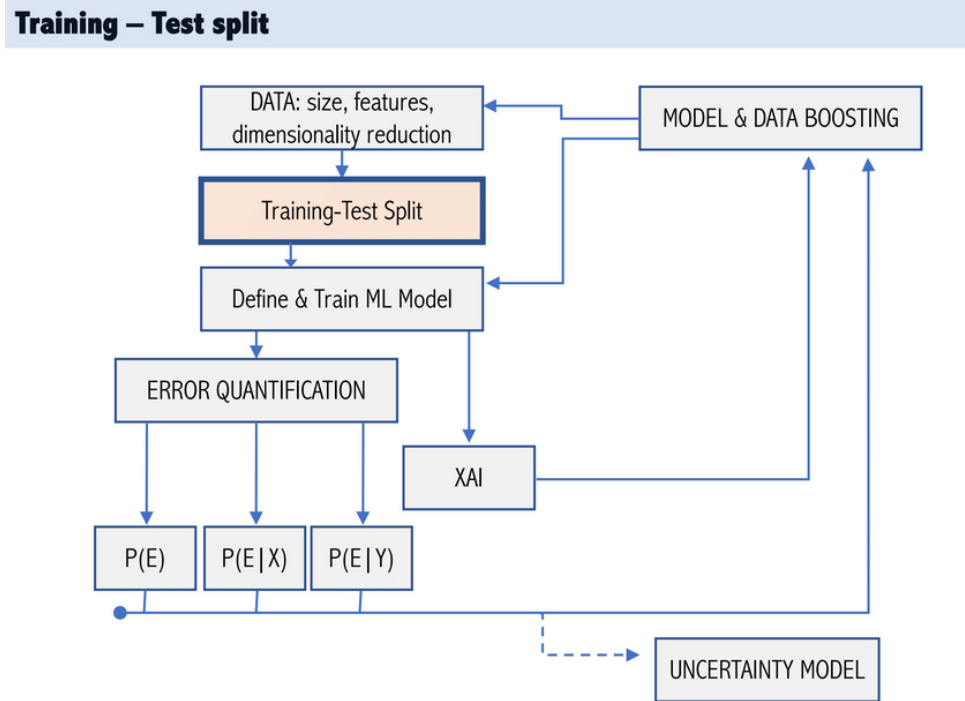 Training – Test split
DATA: size, features,
dimensionality reduction
MODEL & DATA BOOSTING
Training-Test Split
Define & Train ML Model
ERROR QUANTIFICATION
XAI
P(E)
P(E|X)
P(E|Y)
UNCERTAINTY MODEL